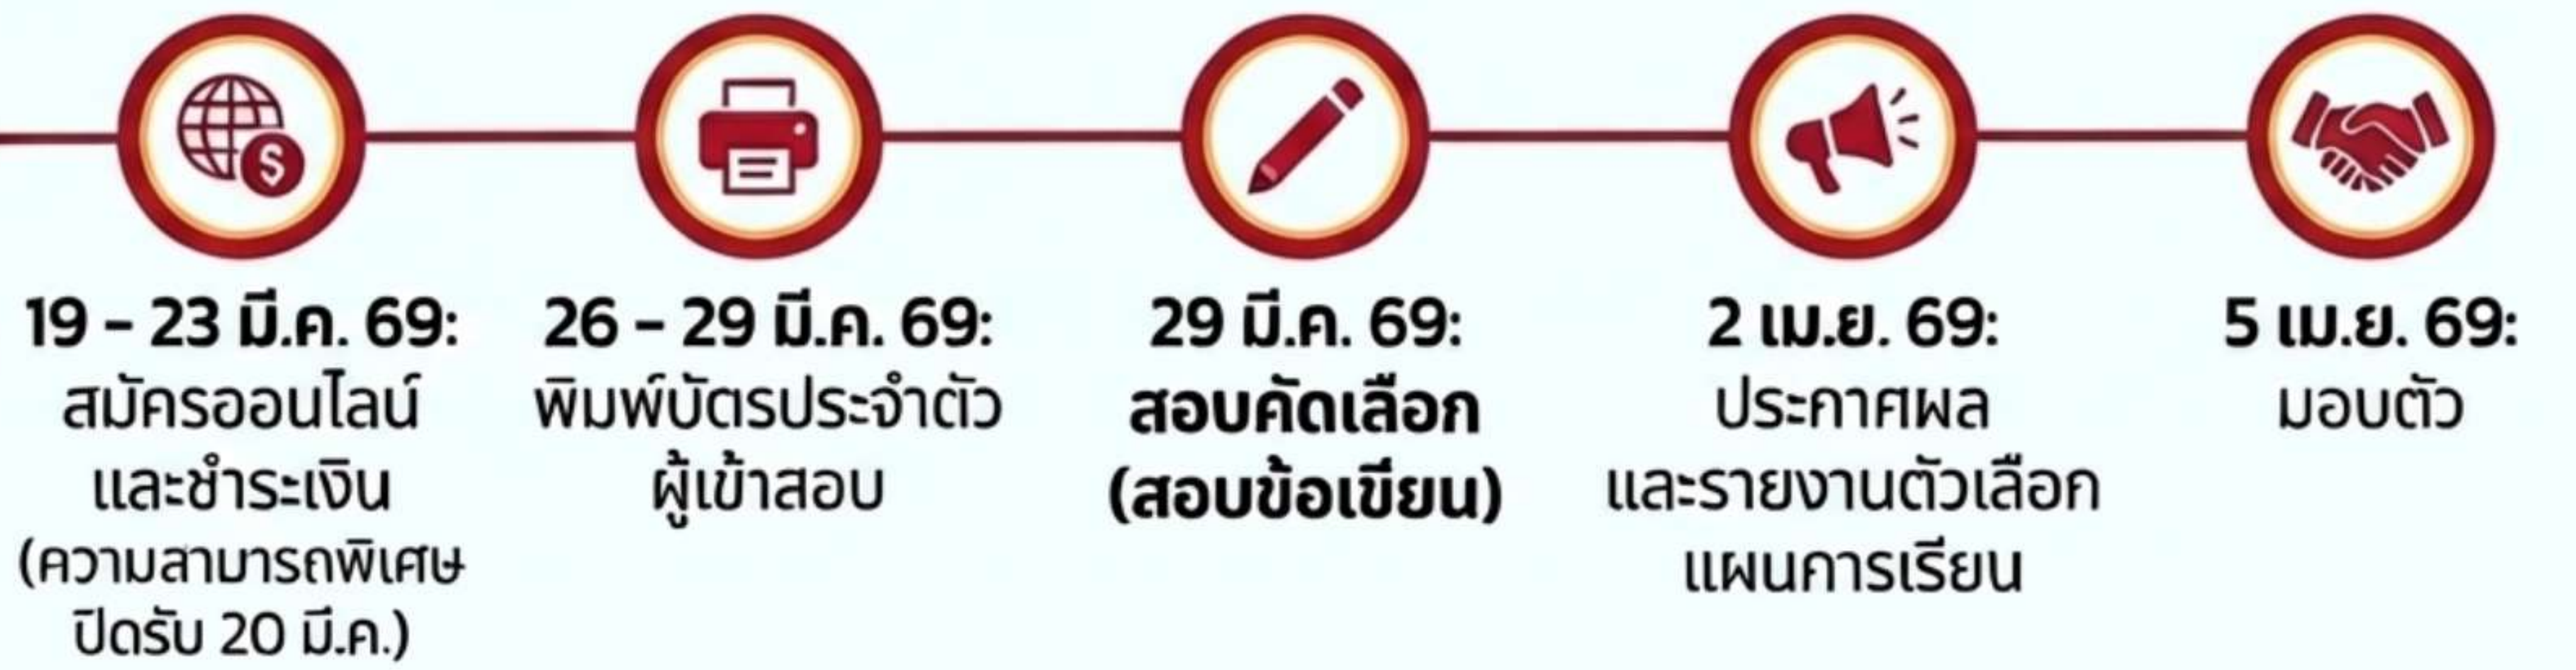 $
19 – 23 มี.ค. 69:
สมัครออนไลน์
และชำระเงิน
(ความสามารถพิเศษ
ปิดรับ 20 มี.ค.)
26 – 29 มี.ค. 69:
พิมพ์บัตรประจำตัว
ผู้เข้าสอบ
29 มี.ค. 69:
สอบคัดเลือก
(สอบข้อเขียน)
2 เม.ย. 69:
ประกาศผล
และรายงานตัวเลือก
แผนการเรียน
5 เม.ย. 69:
มอบตัว